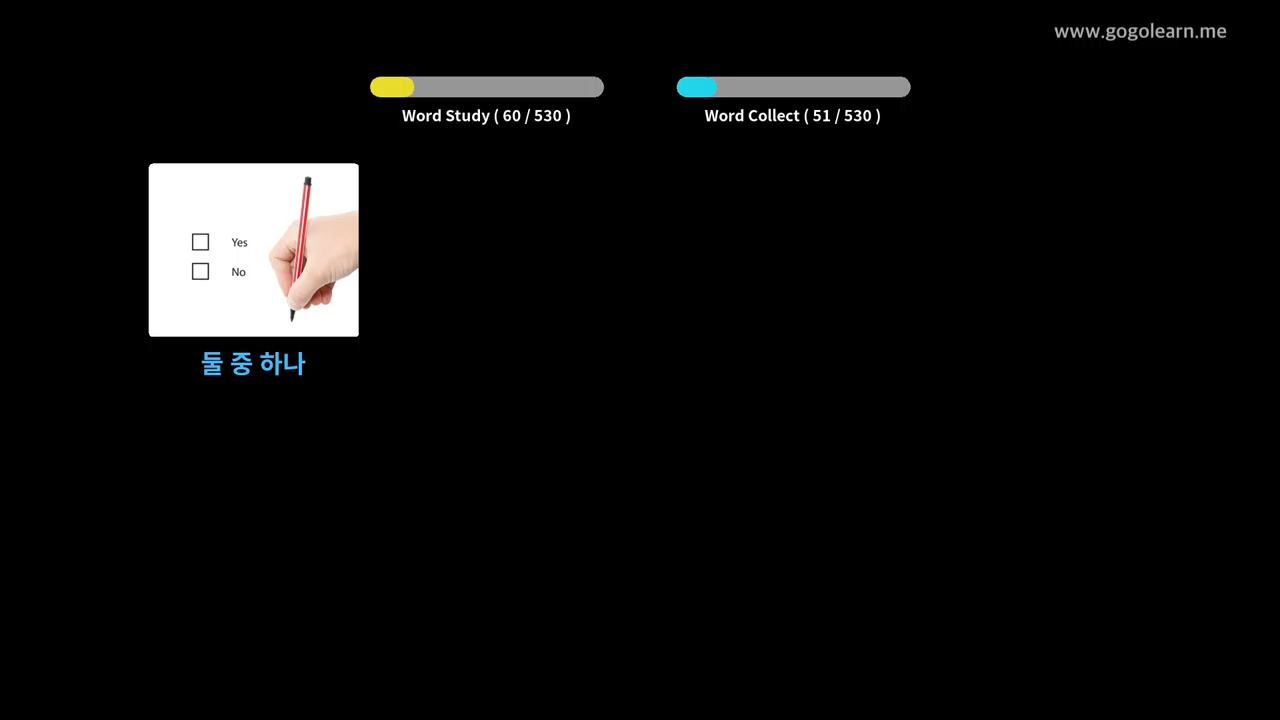 www.gogolearn.me
Word Study ( 60 / 530 )
Word Collect ( 51 / 530 )
Yes
No
둘 중 하나